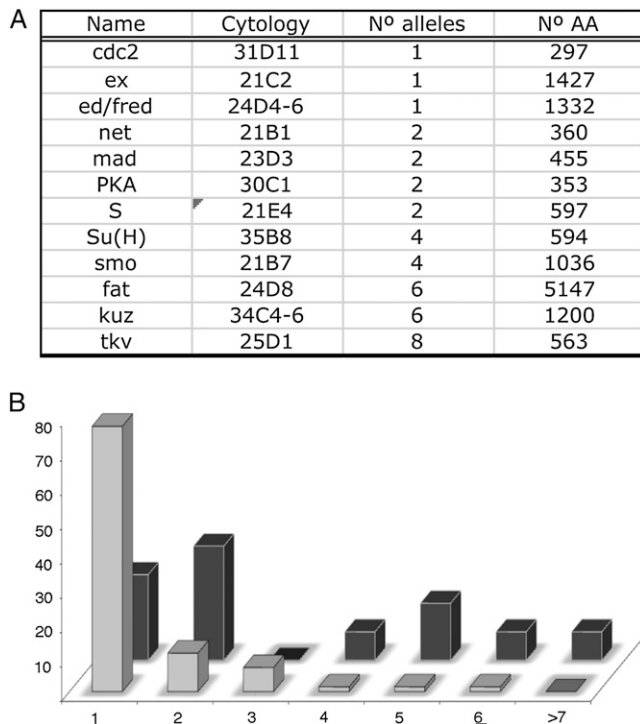 A
Name Cytology Nº alleles Nº AA
cdc2 31D11 1 297
ex 21C2 1 1427
ed/fred 24D4-6 1 1332
net 21B1 2 360
mad 23D3 2 455
PKA 30C1 2 353
S 21E4 2 597
Su(H) 35B8 4 594
smo 21B7 4 1036
fat 24D8 6 5147
kuz 34C4-6 6 1200
tkv 25D1 8 563
B
80
70
60
50
40
30
20
10
1 2 3 4 5 6 >7